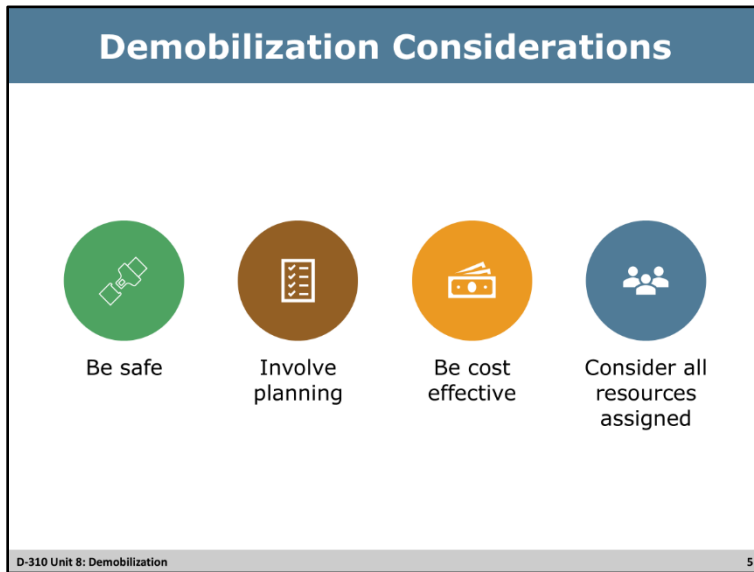 Demobilization Considerations
Be safe
Involve
planning
Be cost
effective
Consider all
resources
assigned
D-310 Unit 8: Demobilization
5